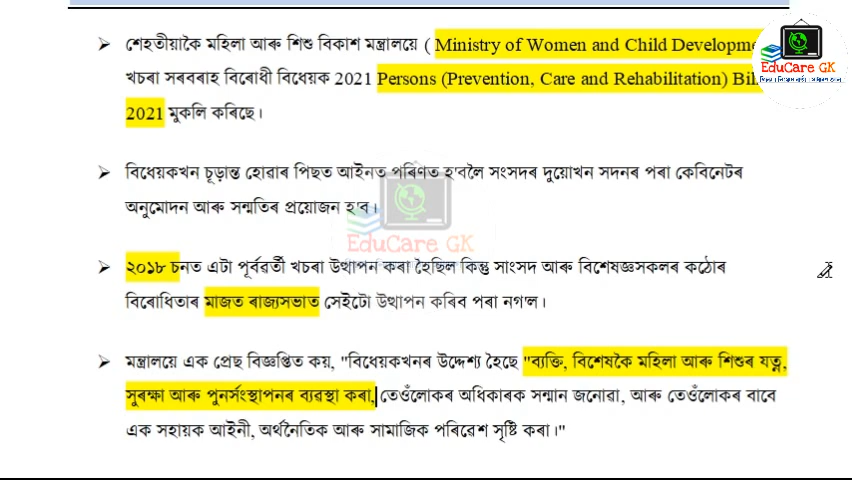 ➢ শেহতীয়াকৈ মহিলা আৰু শিশু বিকাশ মন্ত্ৰালয়ে ( Ministry of Women and Child Developme
খচৰা সৰবৰাহ বিৰোধী বিধেয়ক 2021 Persons (Prevention, Care and Rehabilitation) Bil
2021 মুকলি কৰিছে।
EduCare GK
➢ বিধেয়কখন চূড়ান্ত হোৱাৰ পিছত আইনত পৰিণত হ'বলৈ সংসদৰ দুয়োখন সদনৰ পৰা কেবিনেটৰ
অনুমোদন আৰু সন্মতিৰ প্ৰয়োজন হ'ব।
EduCare GK
➢ ২০১৮ চনত এটা পূৰ্বৱৰ্তী খচৰা উত্থাপন কৰা হৈছিল কিন্তু সাংসদ আৰু বিশেষজ্ঞসকলৰ কঠোৰ
বিৰোধিতাৰ মাজত ৰাজ্যসভাত সেইটো উত্থাপন কৰিব পৰা নগ'ল।
➢ মন্ত্ৰালয়ে এক প্ৰেছ বিজ্ঞপ্তিত কয়, "বিধেয়কখনৰ উদ্দেশ্য হৈছে "ব্যক্তি, বিশেষকৈ মহিলা আৰু শিশুৰ যত্ন,
সুৰক্ষা আৰু পুনৰ্সংস্থাপনৰ ব্যৱস্থা কৰা, তেওঁলোকৰ অধিকাৰক সন্মান জনোৱা, আৰু তেওঁলোকৰ বাবে
এক সহায়ক আইনী, অৰ্থনৈতিক আৰু সামাজিক পৰিৱেশ সৃষ্টি কৰা।"